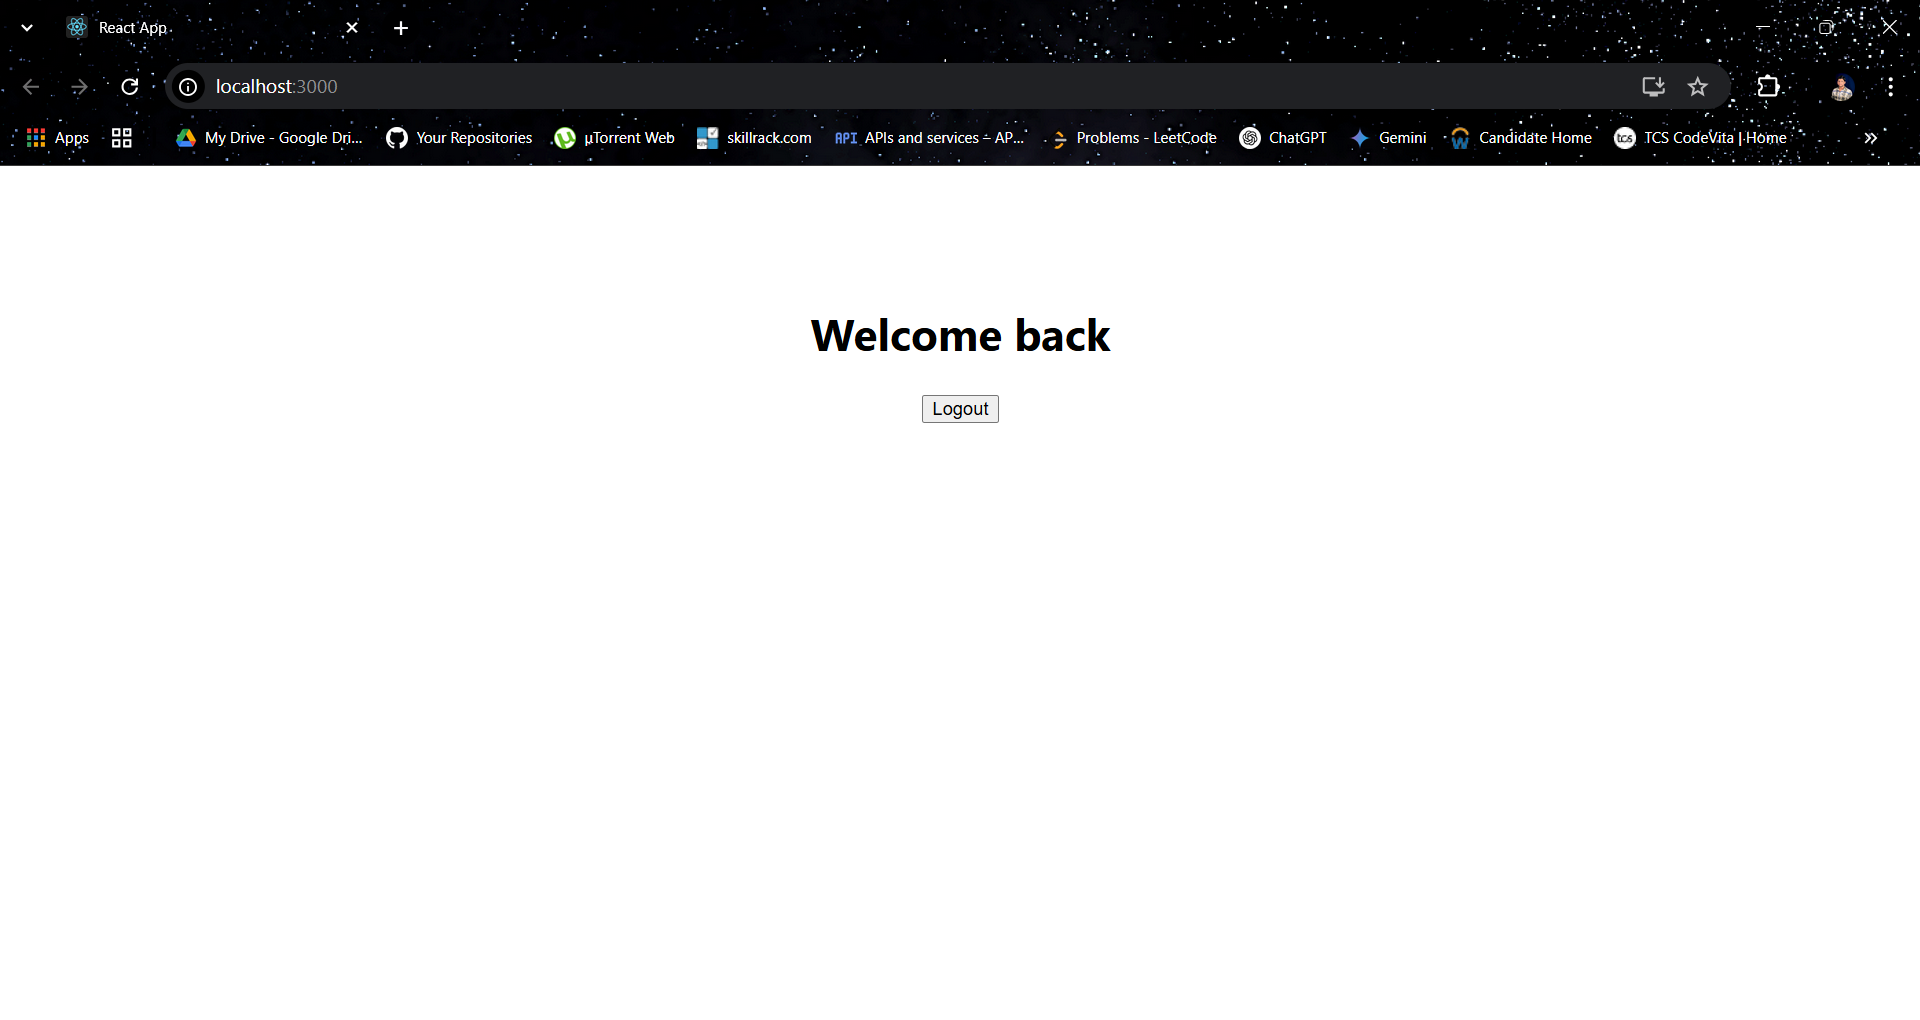 React App
localhost:3000
Apps
My Drive - Google Dri...
Your Repositories
µTorrent Web
skillrack.com
API APIs and services – AP...
Problems - LeetCode
ChatGPT
Gemini
Candidate Home
tcs TCS CodeVita | Home
Welcome back
Logout